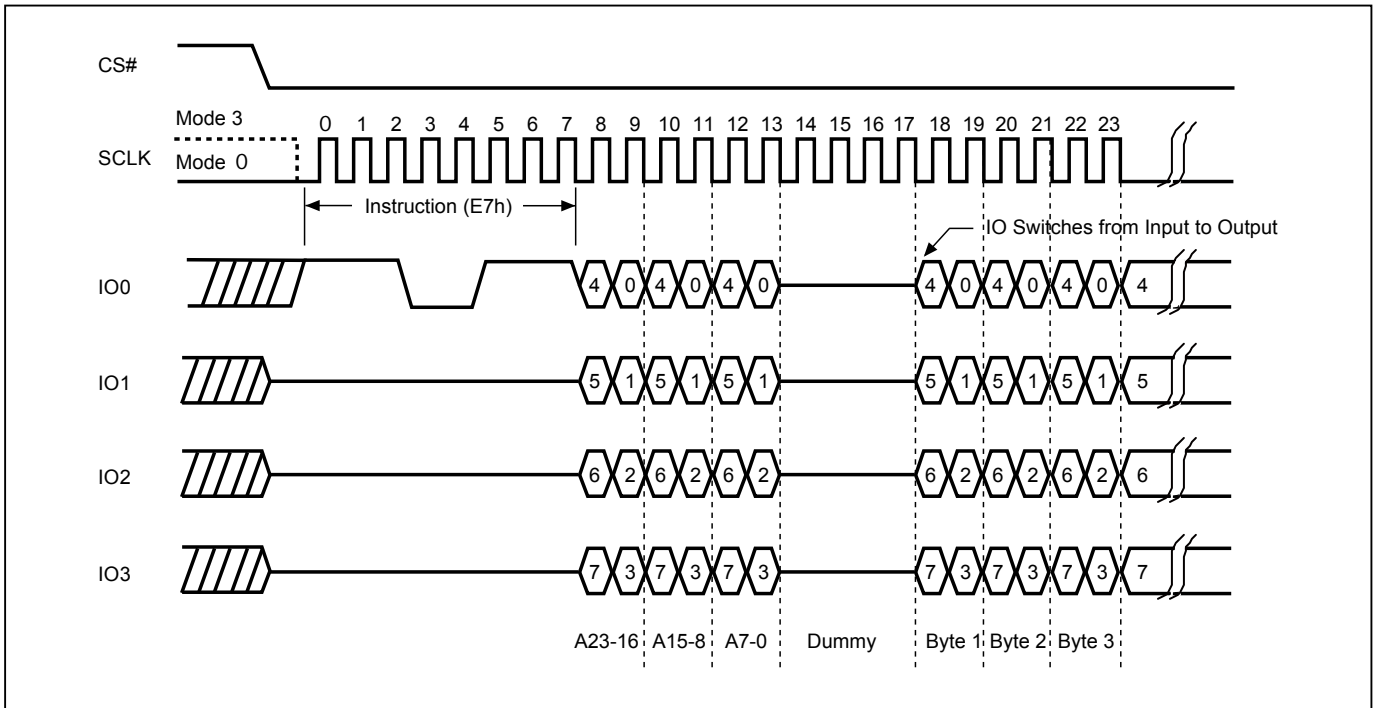 CS#
Mode 3
0 1 2 3 4 5 6 7 8 9 10 11 12 13 14 15 16 17 18 19 20 21 22 23
SCLK
Mode 0
Instruction (E7h)
IO Switches from Input to Output
IO0
4 0 4 0 4 0 4 0 4 0 4 0 4
IO1
5 1 5 1 5 1 5 1 5 1 5 1 5
IO2
6 2 6 2 6 2 6 2 6 2 6 2 6
IO3
7 3 7 3 7 3 7 3 7 3 7 3 7
A23-16 A15-8 A7-0 Dummy Byte 1 Byte 2 Byte 3